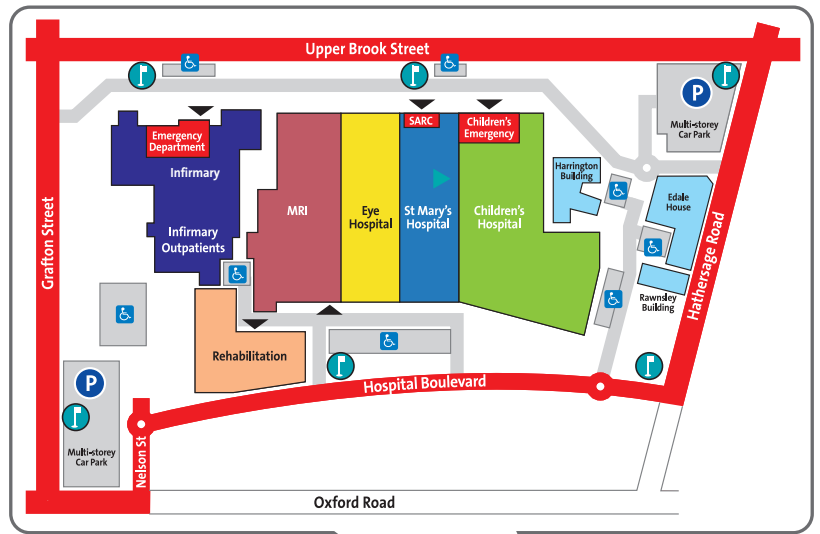 Upper Brook Street
P
Multi-storey
Car Park
Emergency
Department
SARC
Children's
Emergency
Infirmary
Harrington
Building
Edale
House
MRI
Eye
Hospital
St Mary's
Hospital
Children's
Hospital
Infirmary
Outpatients
Grafton Street
Hathersage Road
Rawnsley
Building
Rehabilitation
P
Hospital Boulevard
Multi-storey
Car Park
Nelson St
Oxford Road